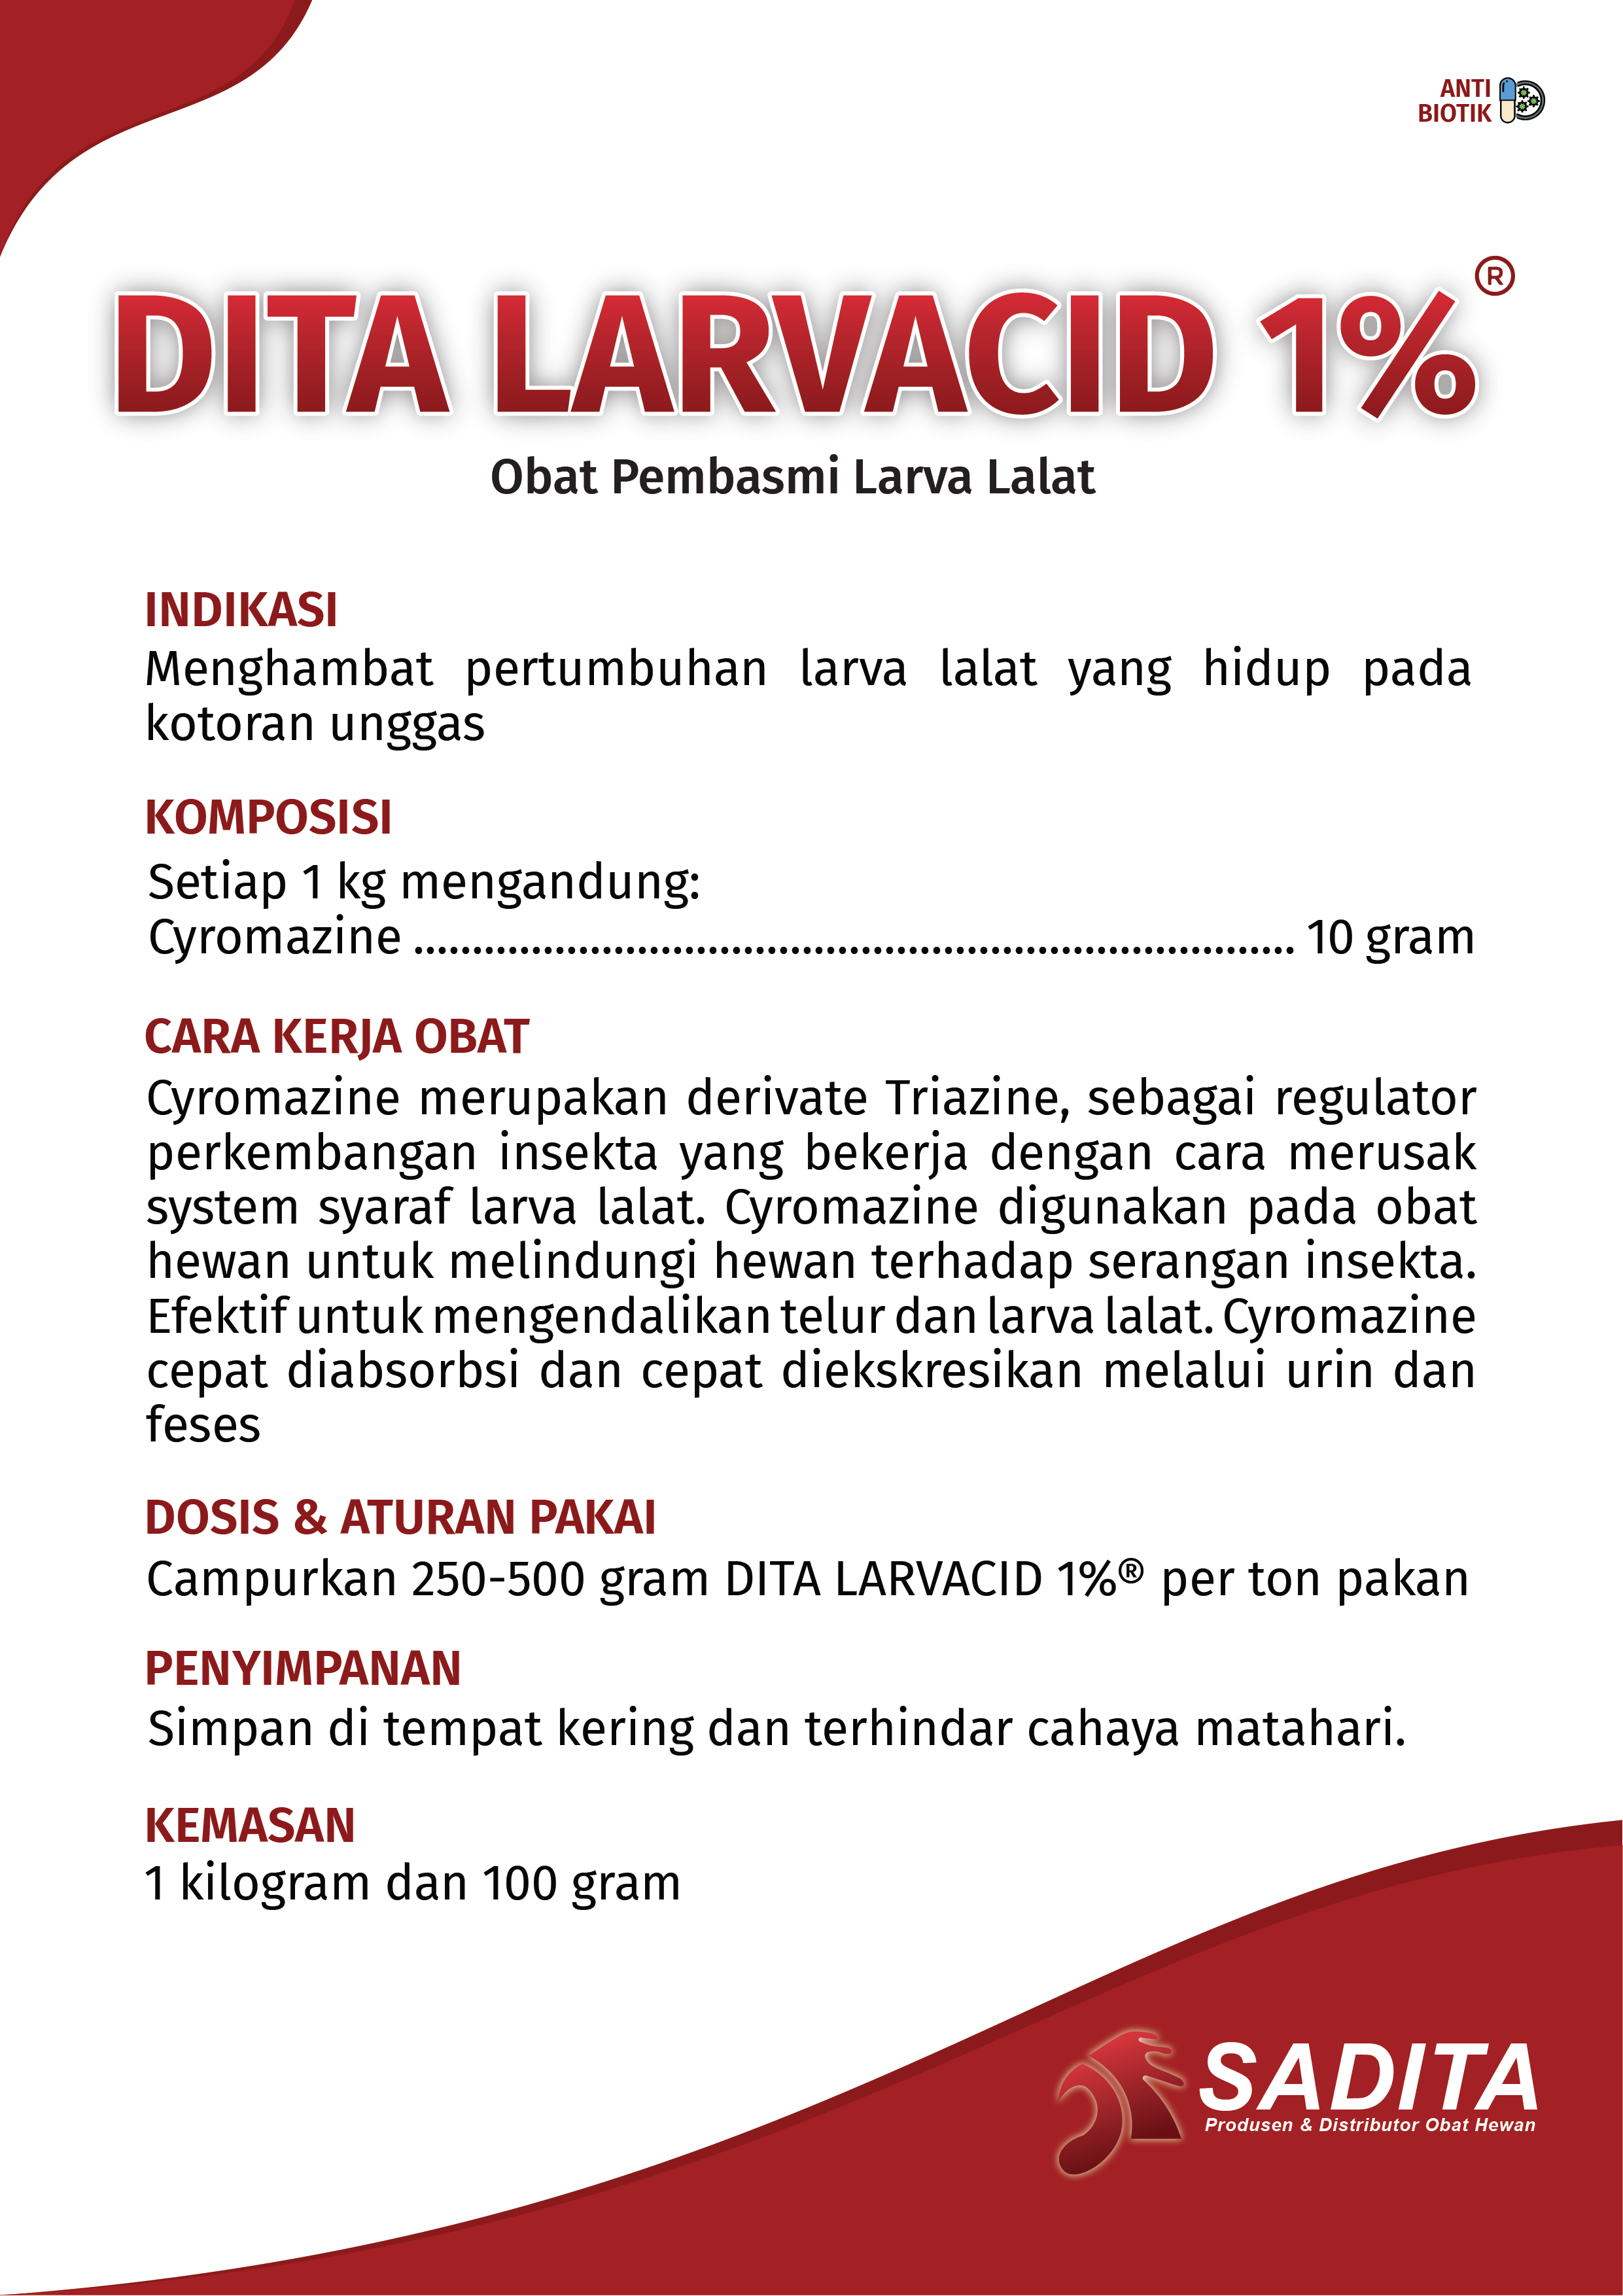 ANTI
BIOTIK
DITA LARVACID 1%®
Obat Pembasmi Larva Lalat
INDIKASI
Menghambat pertumbuhan larva lalat yang hidup pada
kotoran unggas
KOMPOSISI
Setiap 1 kg mengandung:
Cyromazine ........................................................................... 10 gram
CARA KERJA OBAT
Cyromazine merupakan derivate Triazine, sebagai regulator
perkembangan insekta yang bekerja dengan cara merusak
system syaraf larva lalat. Cyromazine digunakan pada obat
hewan untuk melindungi hewan terhadap serangan insekta.
Efektif untuk mengendalikan telur dan larva lalat. Cyromazine
cepat diabsorbsi dan cepat diekskresikan melalui urin dan
feses
DOSIS & ATURAN PAKAI
Campurkan 250-500 gram DITA LARVACID 1%® per ton pakan
PENYIMPANAN
Simpan di tempat kering dan terhindar cahaya matahari.
KEMASAN
1 kilogram dan 100 gram
SADITA
Produsen & Distributor Obat Hewan